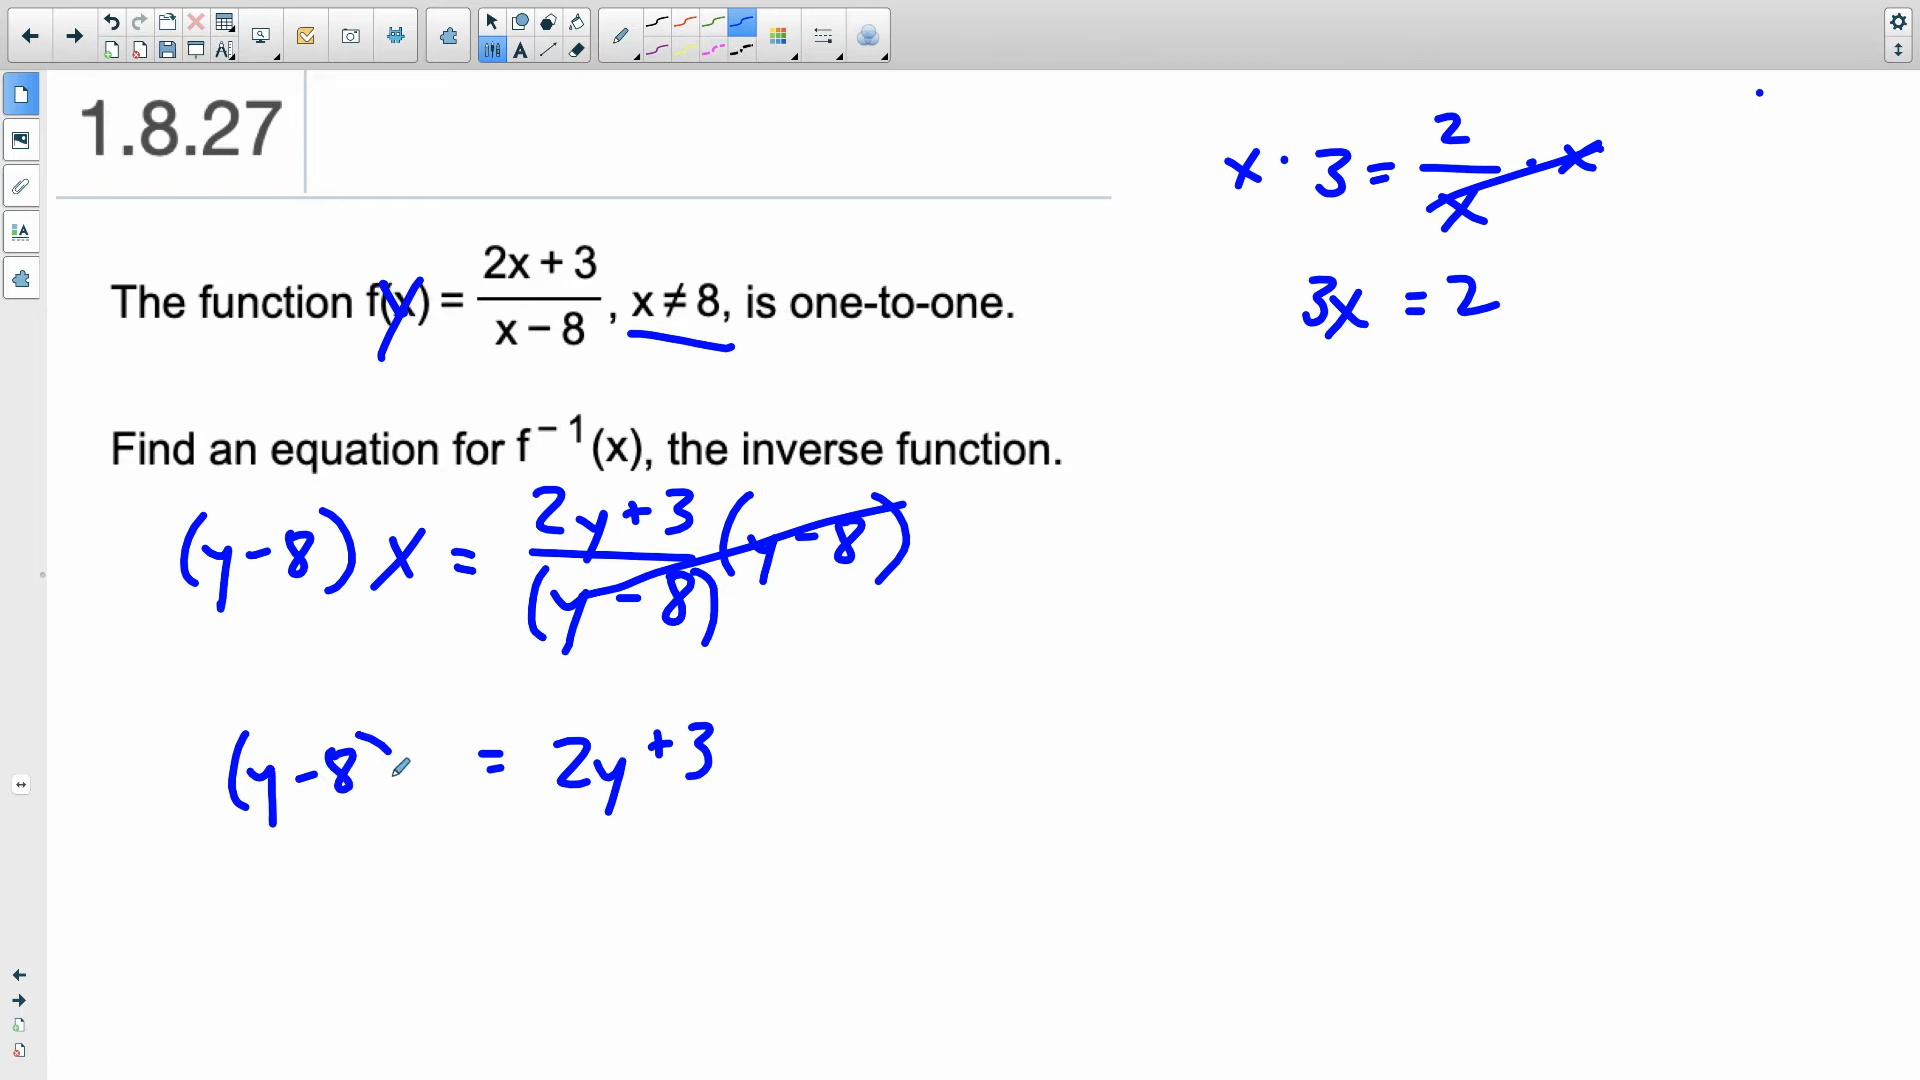 1.8.27
The function f(x) = (2x + 3)/(x − 8), x ≠ 8, is one-to-one.
y
Find an equation for f⁻¹(x), the inverse function.
(y - 8) x = (2y + 3)/(y - 8) (y - 8)
(y - 8) = 2y + 3
x · 3 = 2/x · x
3x = 2